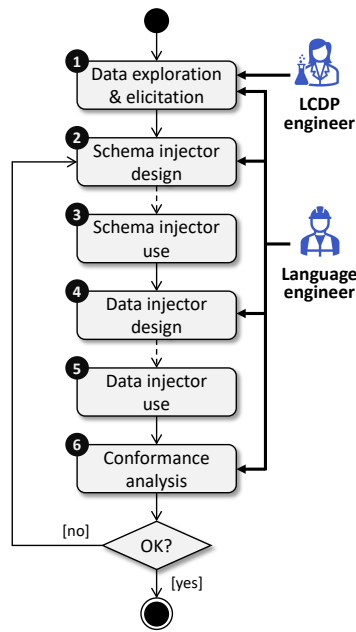 1
Data exploration
& elicitation
LCDP
engineer
2
Schema injector
design
3
Schema injector
use
Language
engineer
4
Data injector
design
5
Data injector
use
6
Conformance
analysis
[no]
OK?
[yes]